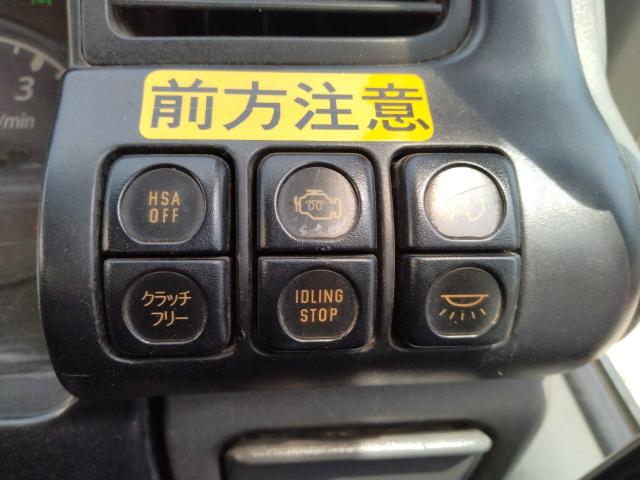 3
/min
前方注意
HSA
OFF
クラッチ
フリー
IDLING
STOP